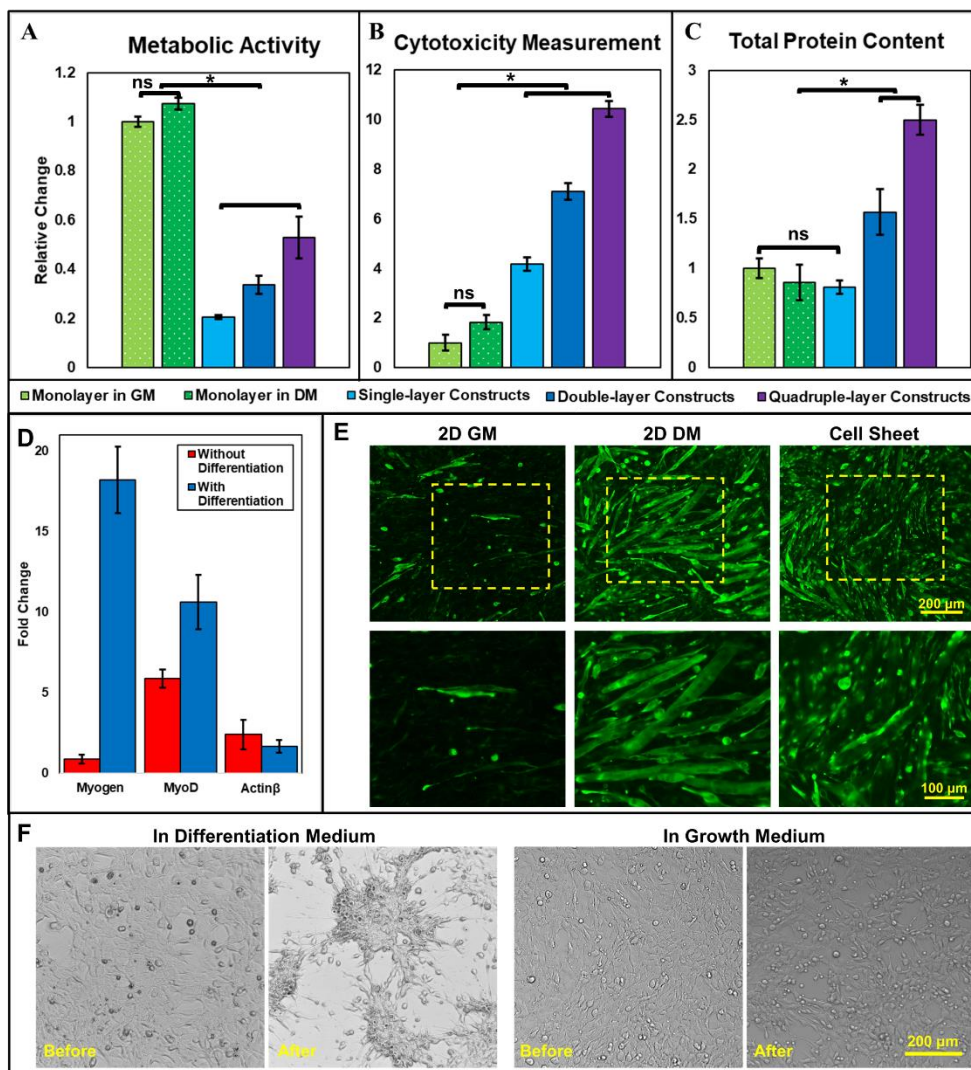 A
Metabolic Activity
1.2
1
0.8
0.6
0.4
0.2
0
Relative Change
ns
*
B
Cytotoxicity Measurement
12
10
8
6
4
2
0
ns
*
C
Total Protein Content
3
2.5
2
1.5
1
0.5
0
ns
*
Monolayer in GM
Monolayer in DM
Single-layer Constructs
Double-layer Constructs
Quadruple-layer Constructs
D
20
15
10
5
0
Fold Change
Without
Differentiation
With
Differentiation
Myogen
MyoD
Actinβ
E
2D GM
2D DM
Cell Sheet
200 µm
100 µm
F
In Differentiation Medium
In Growth Medium
Before
After
Before
After
200 µm